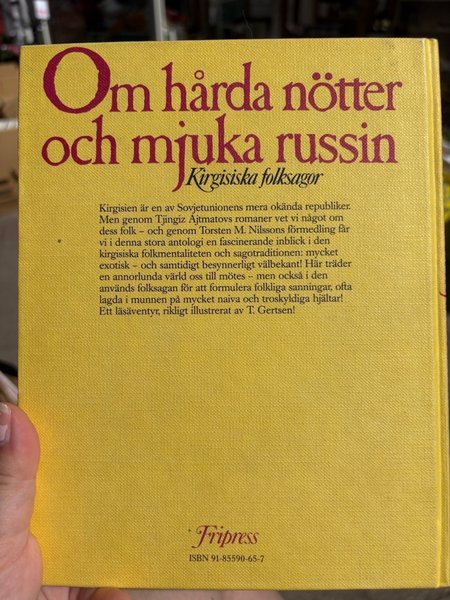 Om hårda nötter
och mjuka russin
Kirgisiska folksagor
Kirgisien är en av Sovjetunionens mera okända republiker.
Men genom Tjingiz Ajtmatovs romaner vet vi något om
dess folk – och genom Torsten M. Nilssons förmedling får
vi i denna stora antologi en fascinerande inblick i den
kirgisiska folkmentaliteten och sagotraditionen: mycket
exotisk – och samtidigt besynnerligt välbekant! Här träder
en annorlunda värld oss till mötes – men också i den
används folksagan för att formulera folkliga sanningar, ofta
lagda i munnen på mycket naiva och troskyldiga hjältar!
Ett läsäventyr, rikligt illustrerat av T. Gertsen!
Fripress
ISBN 91-85590-65-7